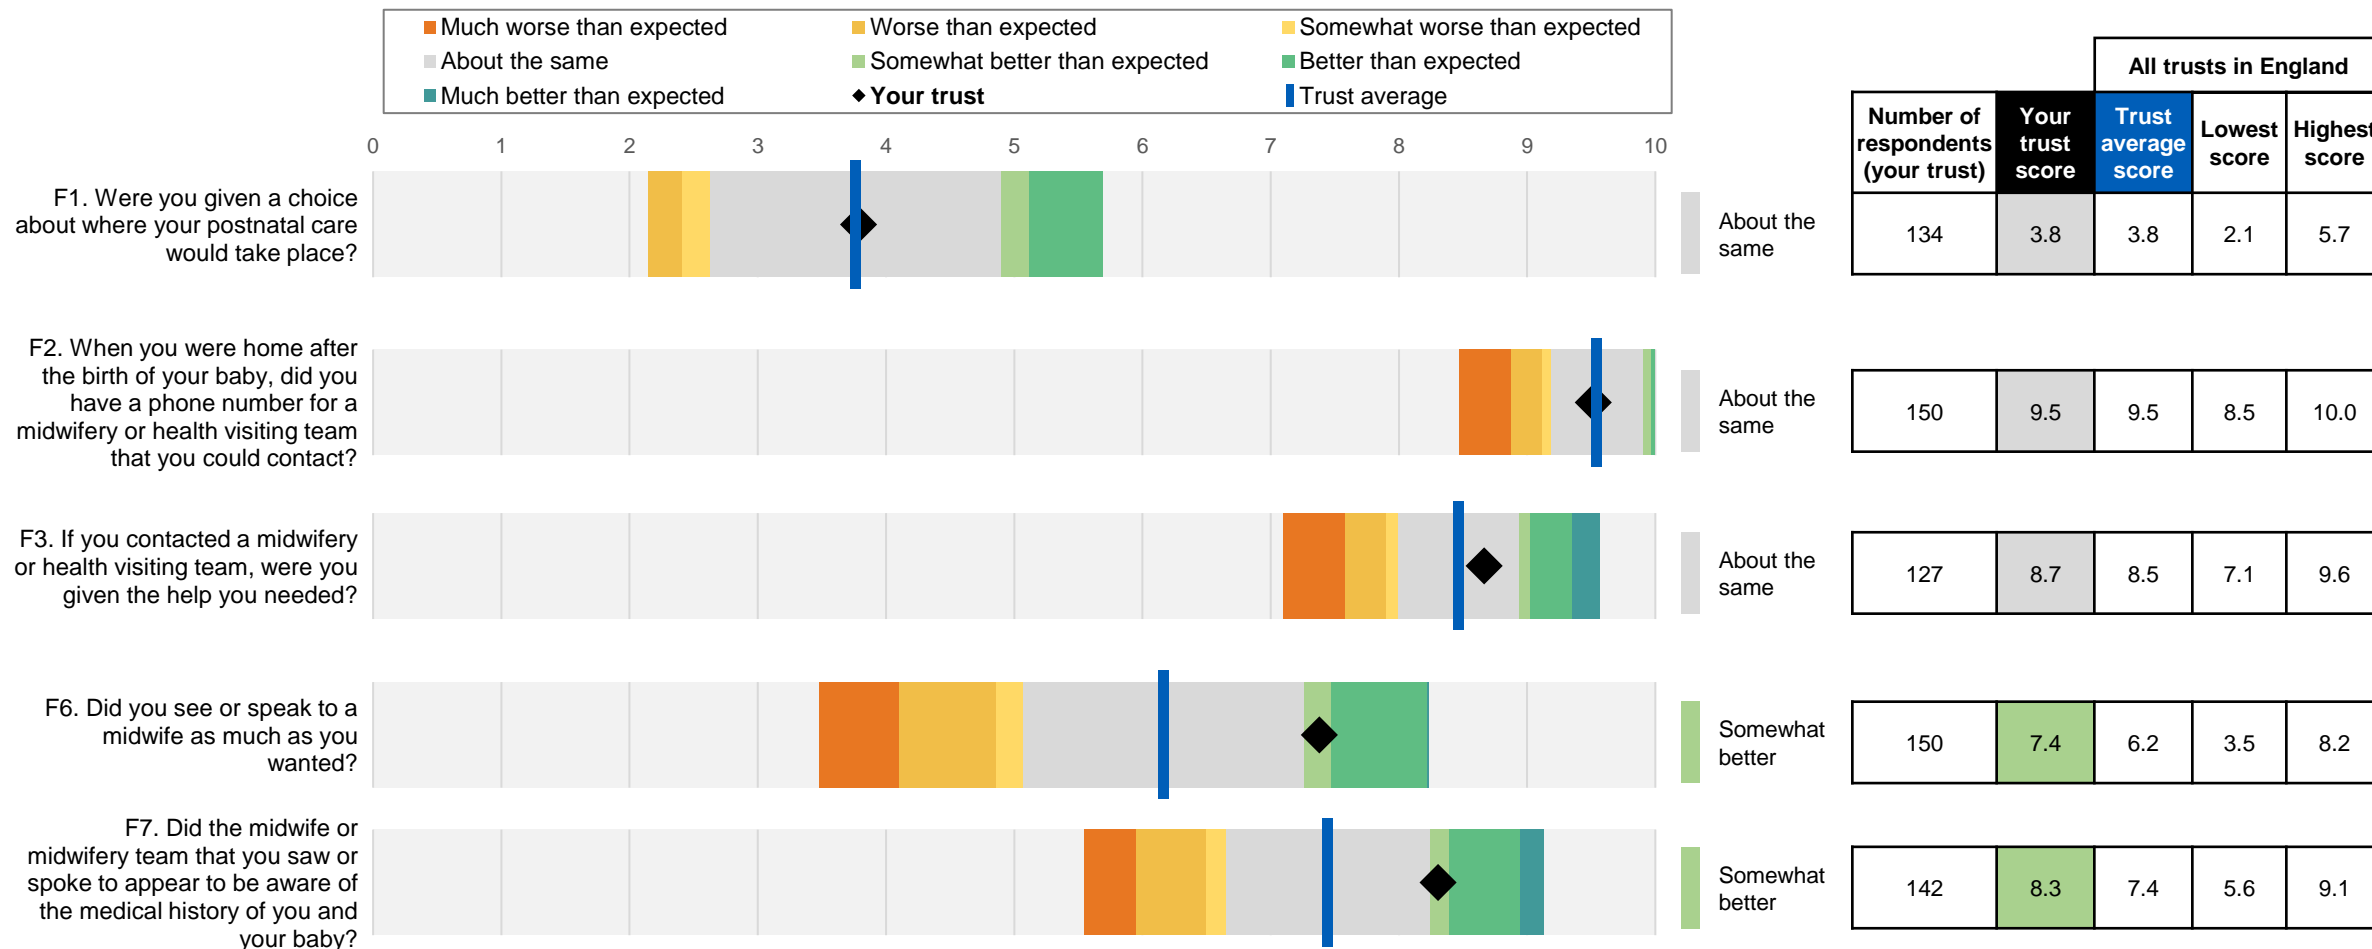 Much worse than expected
Worse than expected
Somewhat worse than expected
About the same
Somewhat better than expected
Better than expected
Much better than expected
Your trust
Trust average
All trusts in England
Number of
respondents
(your trust)
Your
trust
score
Trust
average
score
Lowest
score
Highest
score
0 1 2 3 4 5 6 7 8 9 10
F1. Were you given a choice
about where your postnatal care
would take place?
About the
same
134 3.8 3.8 2.1 5.7
F2. When you were home after
the birth of your baby, did you
have a phone number for a
midwifery or health visiting team
that you could contact?
About the
same
150 9.5 9.5 8.5 10.0
F3. If you contacted a midwifery
or health visiting team, were you
given the help you needed?
About the
same
127 8.7 8.5 7.1 9.6
F6. Did you see or speak to a
midwife as much as you
wanted?
Somewhat
better
150 7.4 6.2 3.5 8.2
F7. Did the midwife or
midwifery team that you saw or
spoke to appear to be aware of
the medical history of you and
your baby?
Somewhat
better
142 8.3 7.4 5.6 9.1